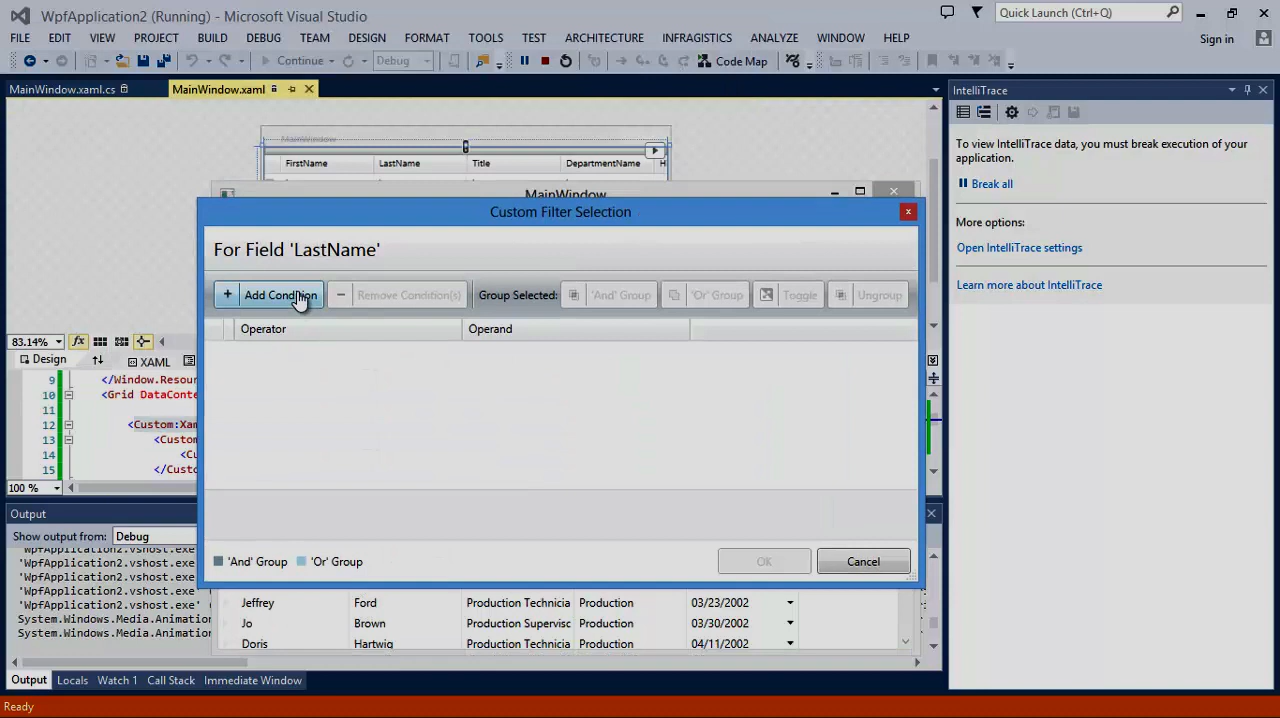 WpfApplication2 (Running) - Microsoft Visual Studio
Quick Launch (Ctrl+Q)
FILE EDIT VIEW PROJECT BUILD DEBUG TEAM DESIGN FORMAT TOOLS TEST ARCHITECTURE INFRAGISTICS ANALYZE WINDOW HELP
Sign in
Continue Debug Code Map
MainWindow.xaml.cs MainWindow.xaml
IntelliTrace
To view IntelliTrace data, you must break execution of your
application.
Break all
More options:
Open IntelliTrace settings
Learn more about IntelliTrace
MainWindow
FirstName LastName Title DepartmentName H
MainWindow
Custom Filter Selection
For Field 'LastName'
Add Condition Remove Condition(s) Group Selected: 'And' Group 'Or' Group Toggle Ungroup
Operator Operand
'And' Group 'Or' Group
OK Cancel
83.14%
Design XAML
9 </Window.Resou
10 <Grid DataConte
11
12 <Custom:Xam
13 <Custo
14 <Cu
15 </Custo
100 %
Output
Show output from: Debug
'WpfApplication2.vshost.exe'
'WpfApplication2.vshost.exe'
'WpfApplication2.vshost.exe'
'WpfApplication2.vshost.exe'
'WpfApplication2.vshost.exe'
System.Windows.Media.Animation
System.Windows.Media.Animation
Jeffrey Ford Production Technicia Production 03/23/2002
Jo Brown Production Supervisc Production 03/30/2002
Doris Hartwig Production Technicia Production 04/11/2002
Output Locals Watch 1 Call Stack Immediate Window
Ready